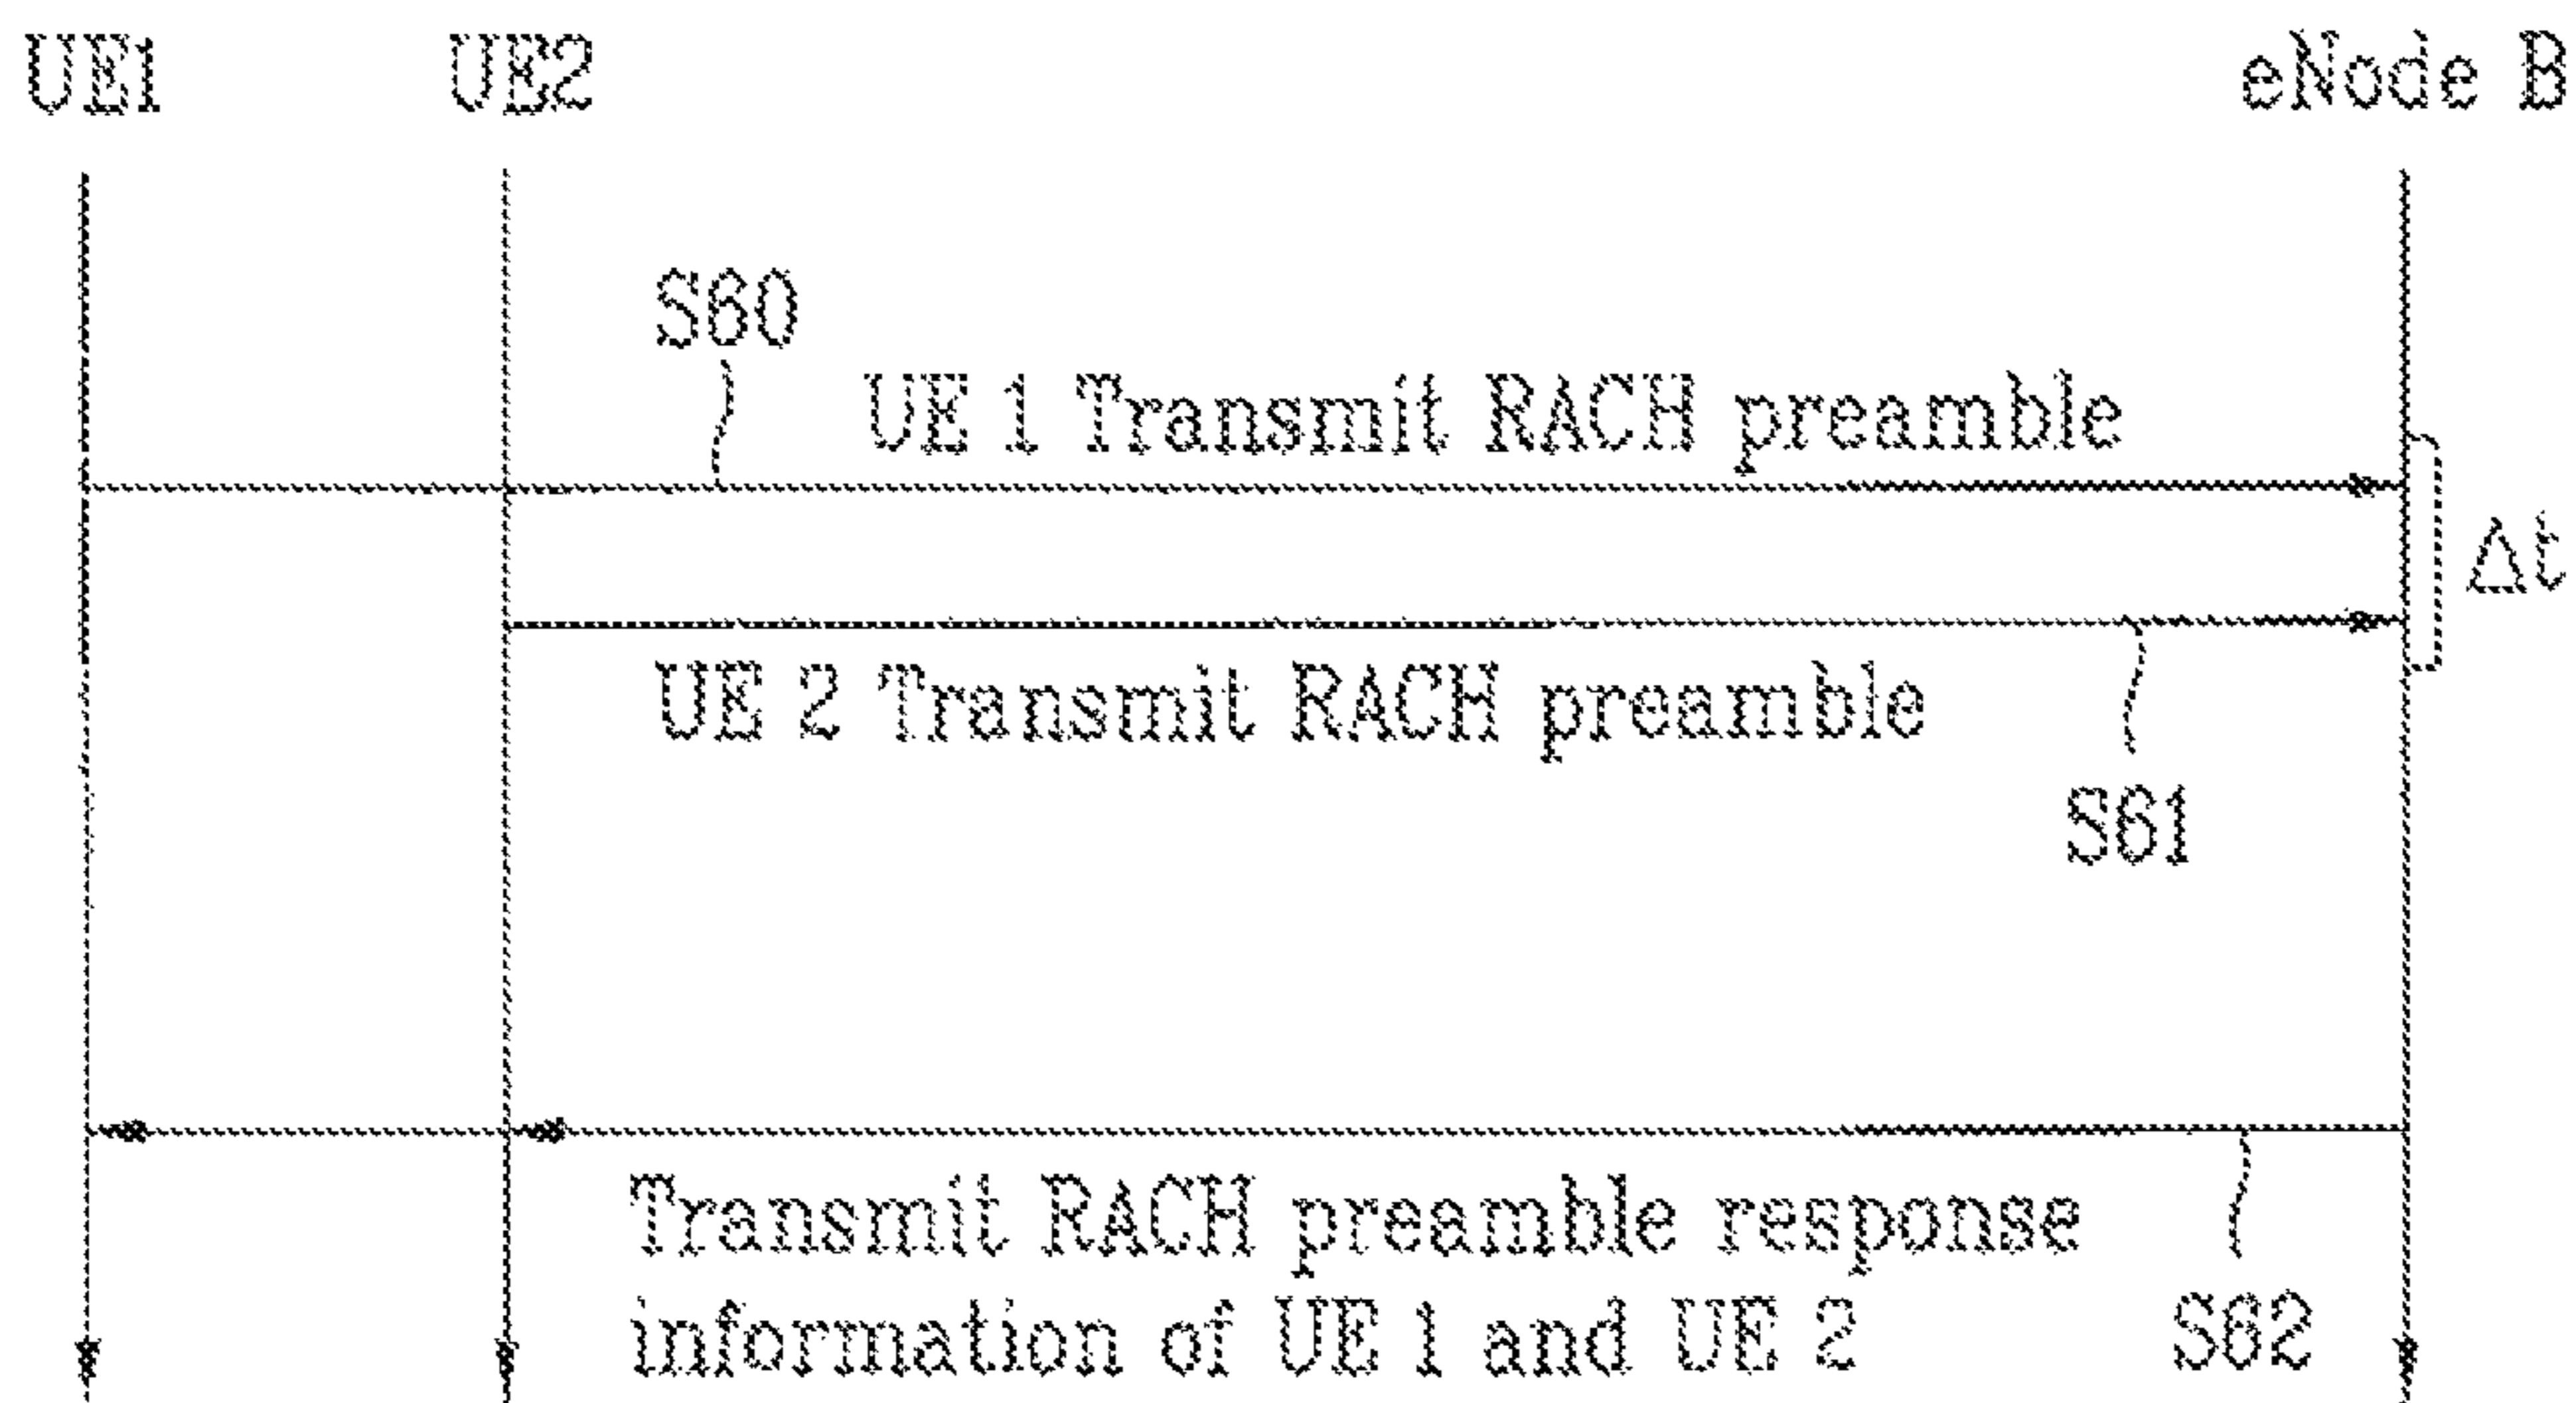 UE1 UE2 eNode B
S60
UE 1 Transmit RACH preamble
Δt
UE 2 Transmit RACH preamble
S61
Transmit RACH preamble response
information of UE 1 and UE 2
S62